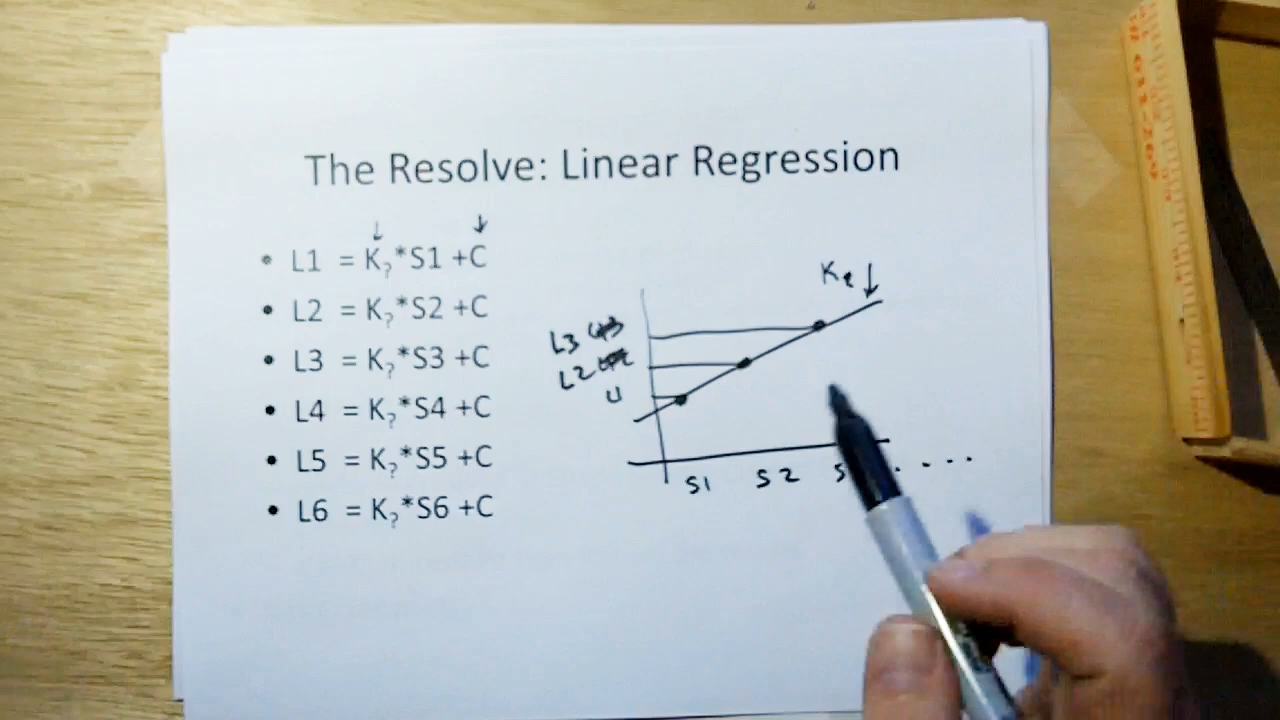 The Resolve: Linear Regression
• L1 = K?*S1 +C
• L2 = K?*S2 +C
• L3 = K?*S3 +C
• L4 = K?*S4 +C
• L5 = K?*S5 +C
• L6 = K?*S6 +C
K?
L3
L2
L1
S1 S2 S